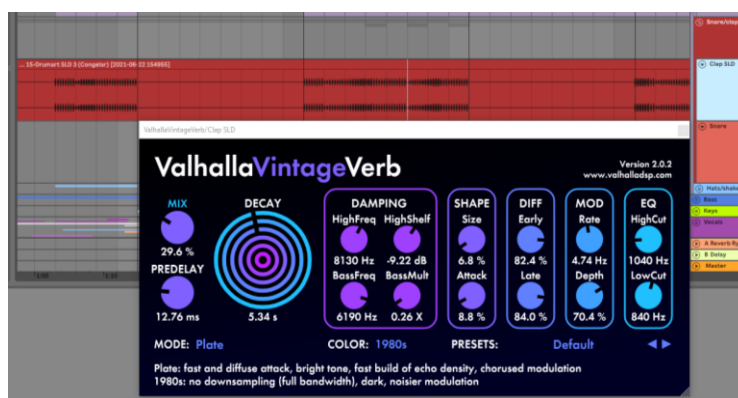 Snare/clap
... 15-Drumart SLD 3 (Congelar) [2021-06-22 154955]
Clap SLD
Snare
ValhallaVintageVerb/Clap SLD
ValhallaVintageVerb
Version 2.0.2
www.valhalladsp.com
MIX
DECAY
DAMPING
SHAPE
DIFF
MOD
EQ
HighFreq HighShelf Size Early Rate HighCut
29.6 % 8130 Hz -9.22 dB 6.8 % 82.4 % 4.74 Hz 1040 Hz
PREDELAY BassFreq BassMult Attack Late Depth LowCut
12.76 ms 5.34 s 6190 Hz 0.26 X 8.8 % 84.0 % 70.4 % 840 Hz
MODE: Plate COLOR: 1980s PRESETS: Default
Plate: fast and diffuse attack, bright tone, fast build of echo density, chorused modulation
1980s: no downsampling (full bandwidth), dark, noisier modulation
Hats/shake
Bass
Keys
Vocals
A Reverb Ry
B Delay
Master